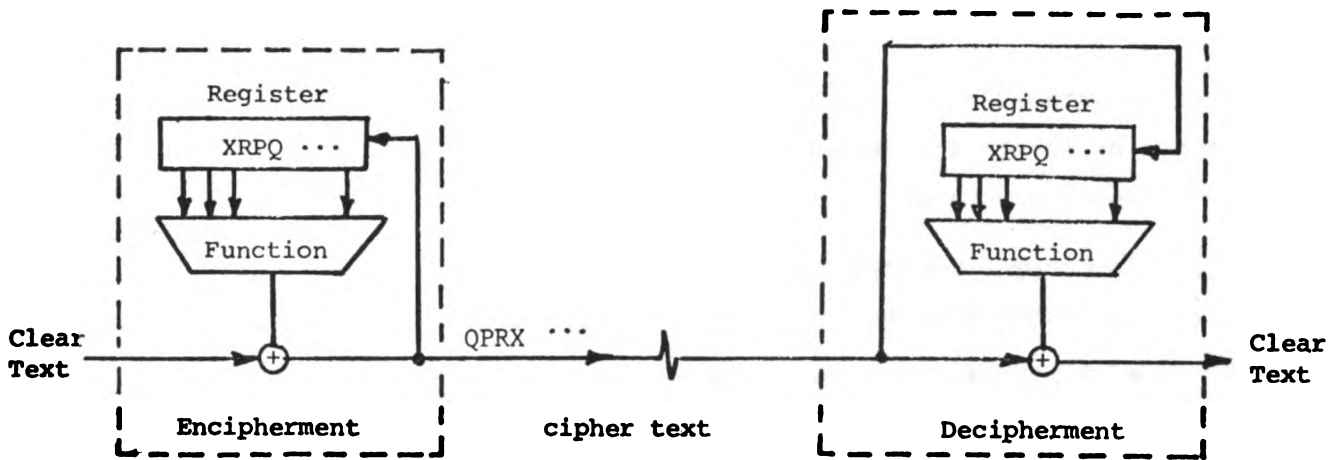 Register
XRPQ ...
Function
+
Clear
Text
QPRX ...
Encipherment
cipher text
Register
XRPQ ...
Function
+
Clear
Text
Decipherment